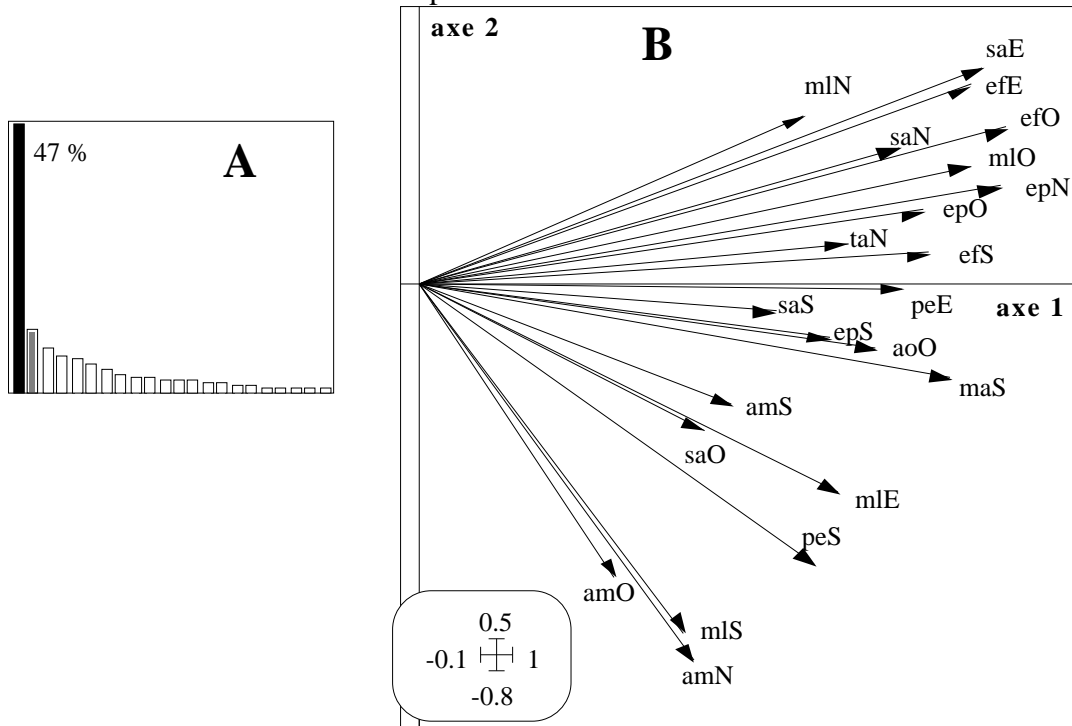 axe 2
B
saE
efE
mlN
47 %
A
efO
saN
mlO
epN
epO
taN
efS
saS
peE
axe 1
epS
aoO
maS
amS
saO
mlE
peS
amO
0.5
mlS
-0.1 1
amN
-0.8